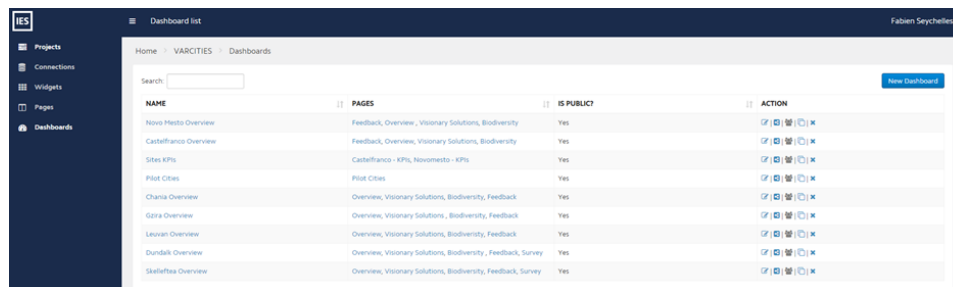 IES
Dashboard list
Fabien Seychelles
Projects
Connections
Widgets
Pages
Dashboards
Home > VARCITIES > Dashboards
Search:
New Dashboard
NAME PAGES IS PUBLIC? ACTION
Novo Mesto Overview Feedback, Overview , Visionary Solutions, Biodiversity Yes
Castelfranco Overview Feedback, Overview, Visionary Solutions, Biodiversity Yes
Sites KPIs Castelfranco - KPIs, Novomesto - KPIs Yes
Pilot Cities Pilot Cities Yes
Chania Overview Overview, Visionary Solutions, Biodiversity, Feedback Yes
Gzira Overview Overview, Visionary Solutions , Biodiversity, Feedback Yes
Leuvan Overview Overview, Visionary Solutions, Biodiveristy, Feedback Yes
Dundalk Overview Overview, Visionary Solutions, Biodiversity , Feedback, Survey Yes
Skelleftea Overview Overview, Visionary Solutions, Biodiversity, Feedback, Survey Yes